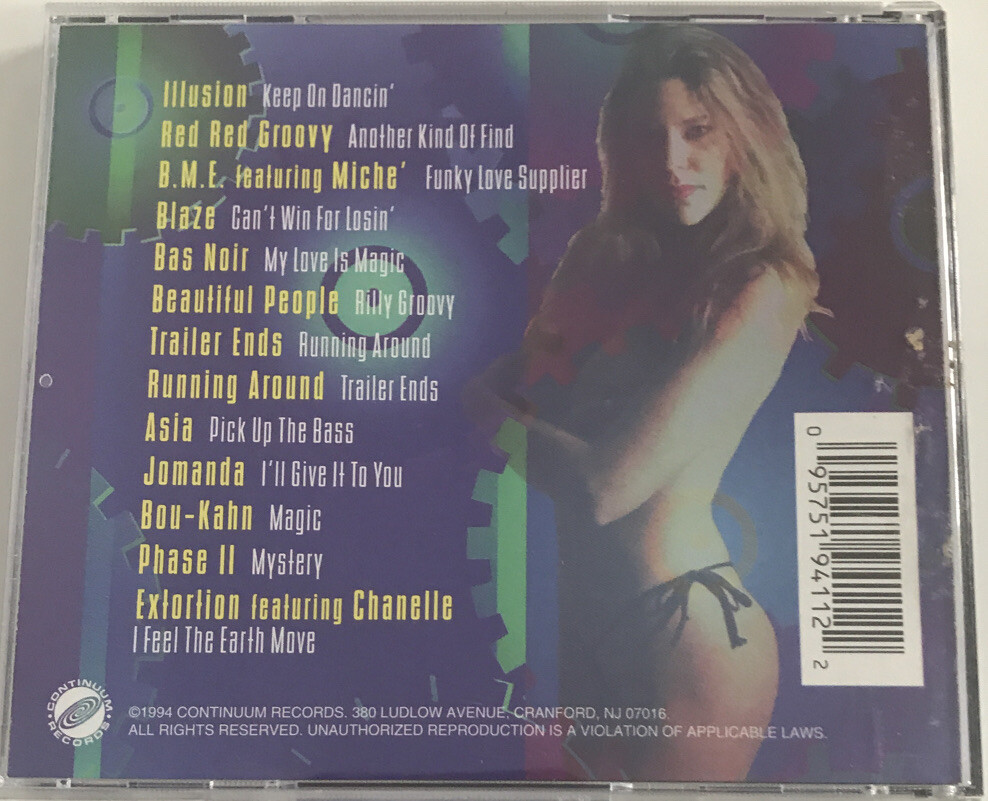 Illusion Keep On Dancin'
Red Red Groovy Another Kind Of Find
B.M.E. featuring Miche' Funky Love Supplier
Blaze Can't Win For Losin'
Bas Noir My Love Is Magic
Beautiful People Rilly Groovy
Trailer Ends Running Around
Running Around Trailer Ends
Asia Pick Up The Bass
Jomanda I'll Give It To You
Bou-Kahn Magic
Phase II Mystery
Extortion featuring Chanelle
I Feel The Earth Move
0 95751 94112 2
CONTINUUM RECORDS
©1994 CONTINUUM RECORDS. 380 LUDLOW AVENUE, CRANFORD, NJ 07016.
ALL RIGHTS RESERVED. UNAUTHORIZED REPRODUCTION IS A VIOLATION OF APPLICABLE LAWS.